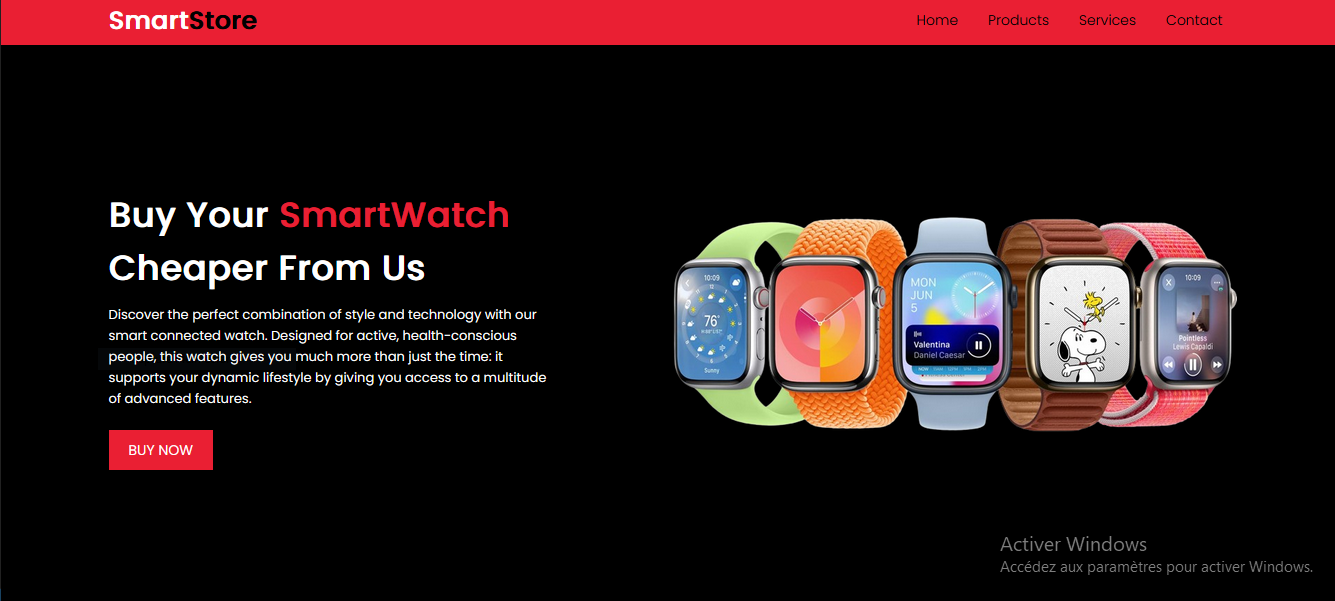 SmartStore
Home Products Services Contact
Buy Your SmartWatch
Cheaper From Us
Discover the perfect combination of style and technology with our
smart connected watch. Designed for active, health-conscious
people, this watch gives you much more than just the time: it
supports your dynamic lifestyle by giving you access to a multitude
of advanced features.
BUY NOW
10:09
76°
Sunny
MON
JUN
5
Valentina
Daniel Caesar
10:09
Pointless
Lewis Capaldi
Activer Windows
Accédez aux paramètres pour activer Windows.